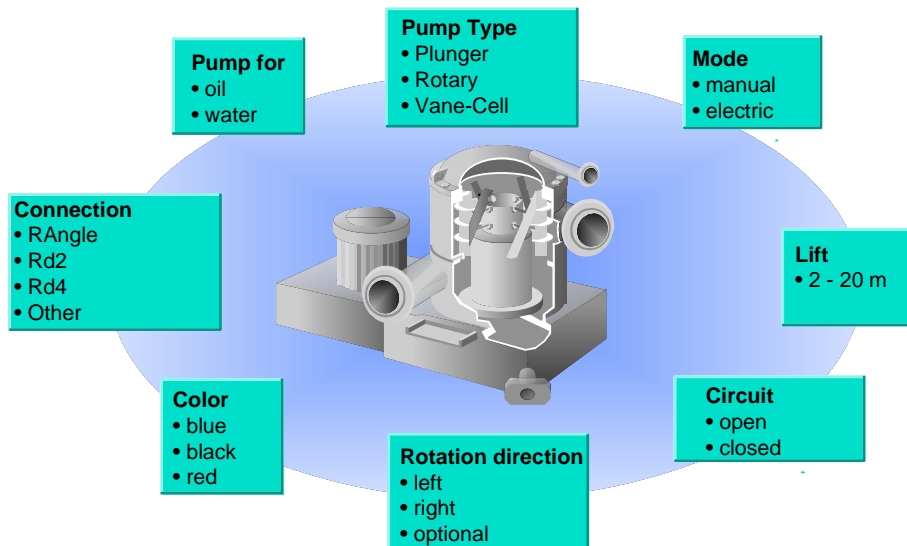 Pump Type
• Plunger
• Rotary
• Vane-Cell
Pump for
• oil
• water
Mode
• manual
• electric
Connection
• RAngle
• Rd2
• Rd4
• Other
Lift
• 2 - 20 m
Color
• blue
• black
• red
Circuit
• open
• closed
Rotation direction
• left
• right
• optional